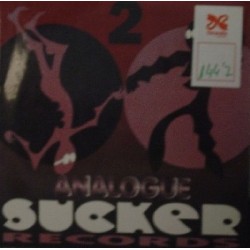 2
1442
ANALOGUE
SUCKER
RECORDS